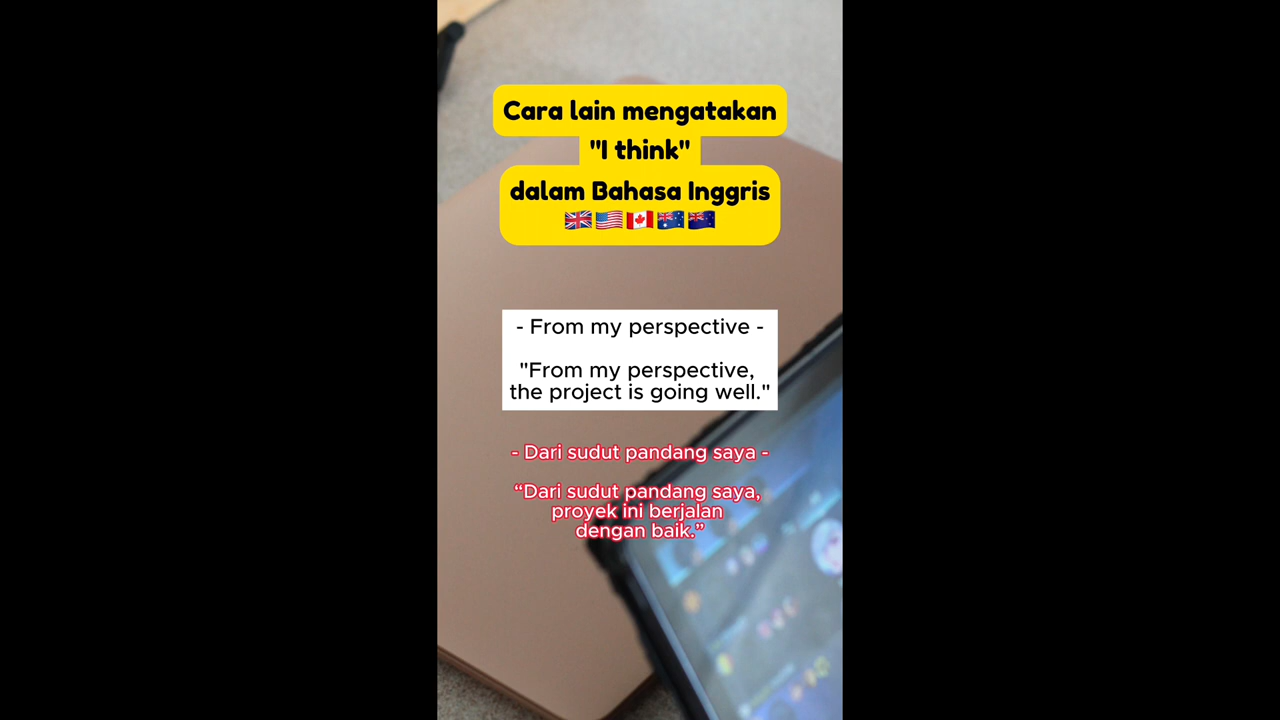 Cara lain mengatakan
"I think"
dalam Bahasa Inggris
🇬🇧🇺🇸🇨🇦🇦🇺🇳🇿
- From my perspective -
"From my perspective,
the project is going well."
- Dari sudut pandang saya -
“Dari sudut pandang saya,
proyek ini berjalan
dengan baik.”